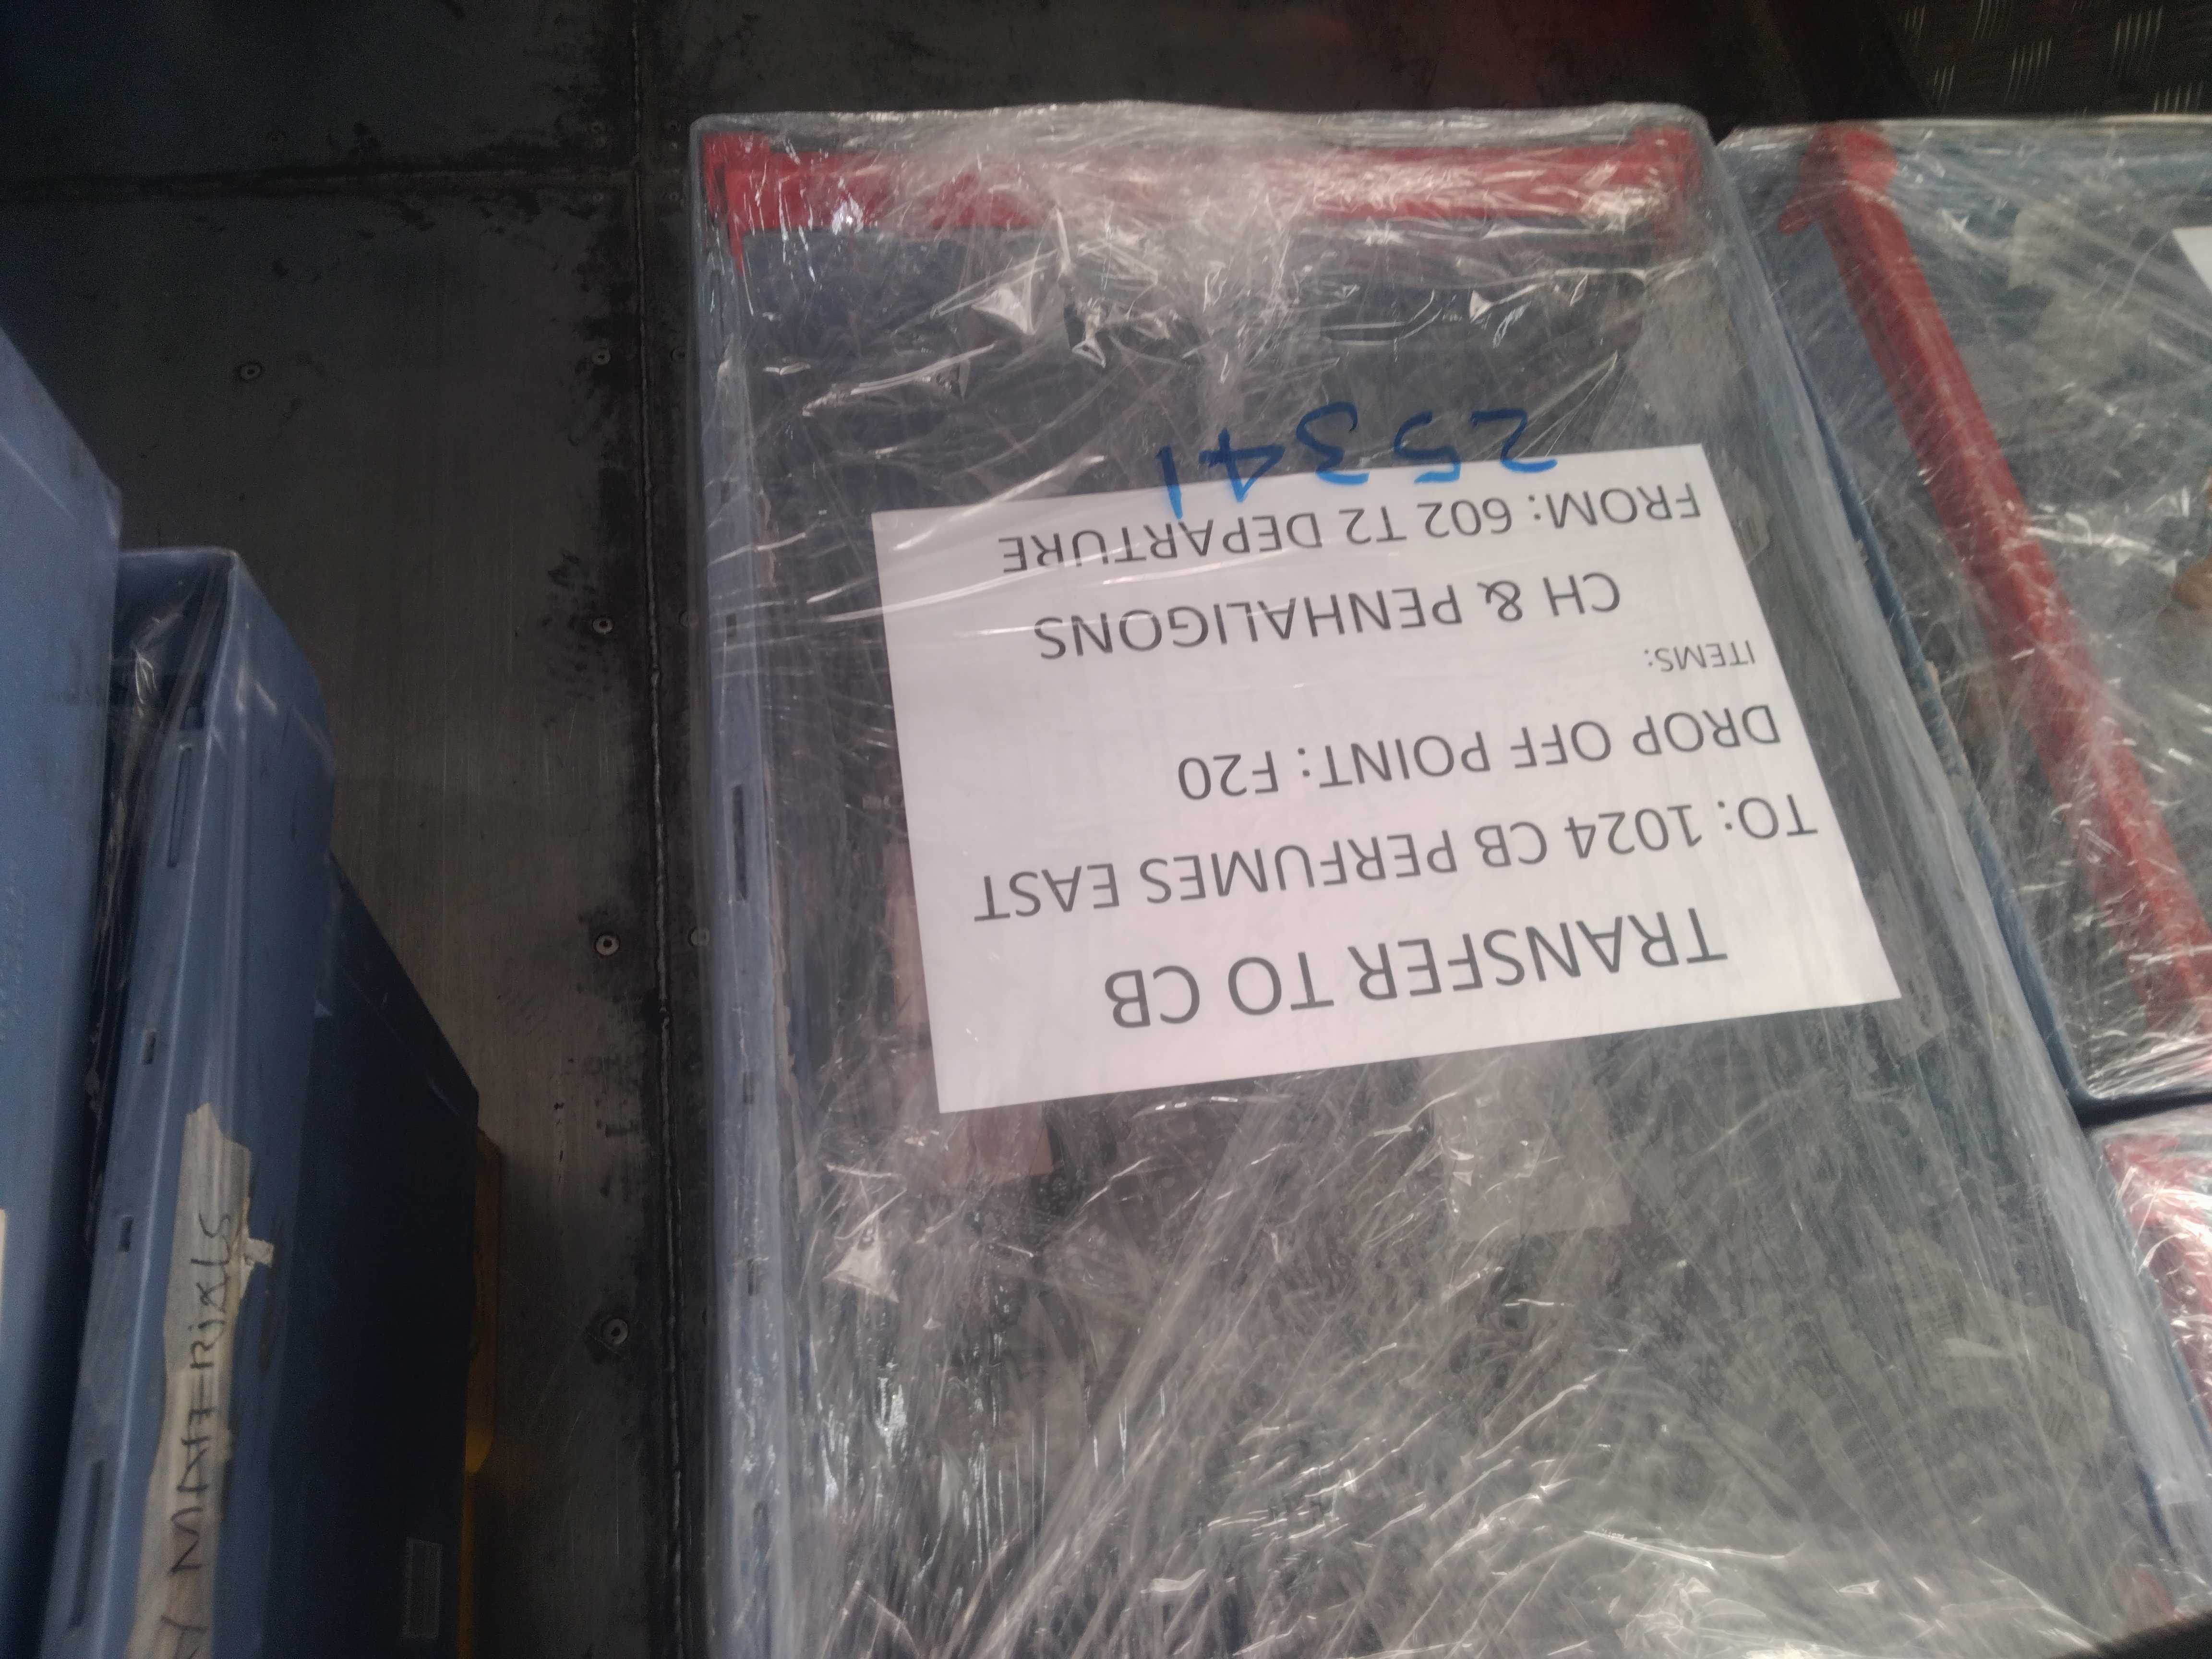 TRANSFER TO CB
TO: 1024 CB PERFUMES EAST
DROP OFF POINT: F20
ITEMS:
CH & PENHALIGONS
FROM: 602 T2 DEPARTURE
25341
MATERIALS